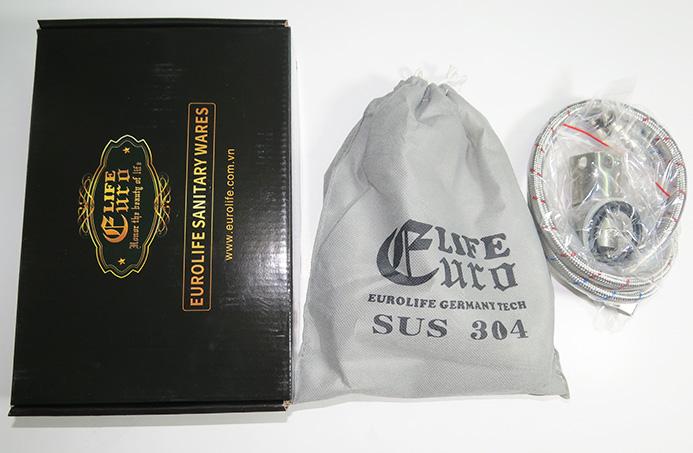 LIFE
Euro
Honor the beauty of life
EUROLIFE SANITARY WARES
www.eurolife.com.vn
LIFE
Euro
EUROLIFE GERMANY TECH
SUS 304